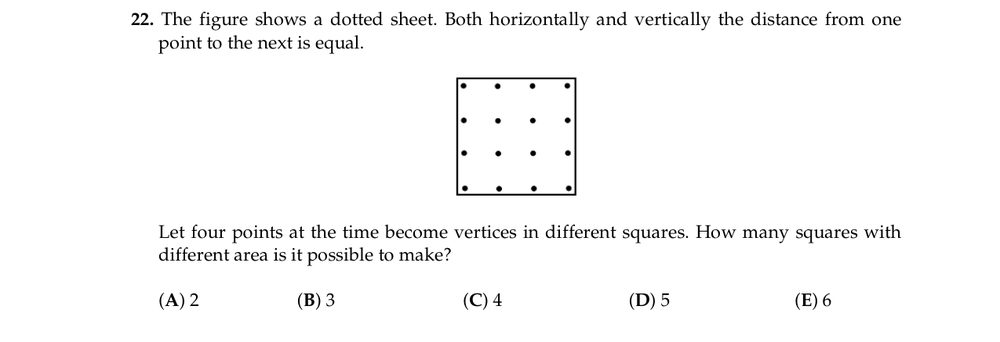 22. The figure shows a dotted sheet. Both horizontally and vertically the distance from one
point to the next is equal.
Let four points at the time become vertices in different squares. How many squares with
different area is it possible to make?
(A) 2 (B) 3 (C) 4 (D) 5 (E) 6